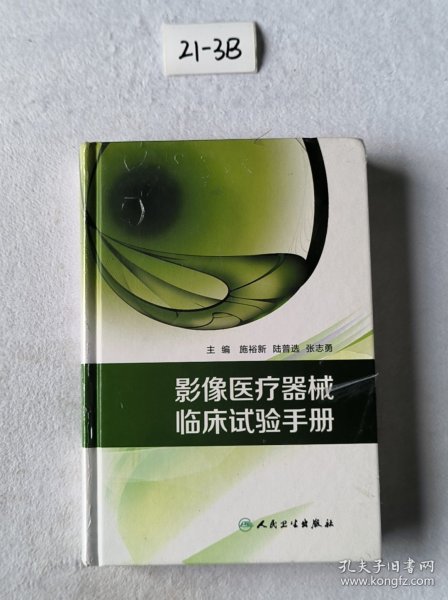 21-3B
主 编 施裕新 陆普选 张志勇
影像医疗器械
临床试验手册
人民卫生出版社
孔夫子旧书网
www.kongfz.com